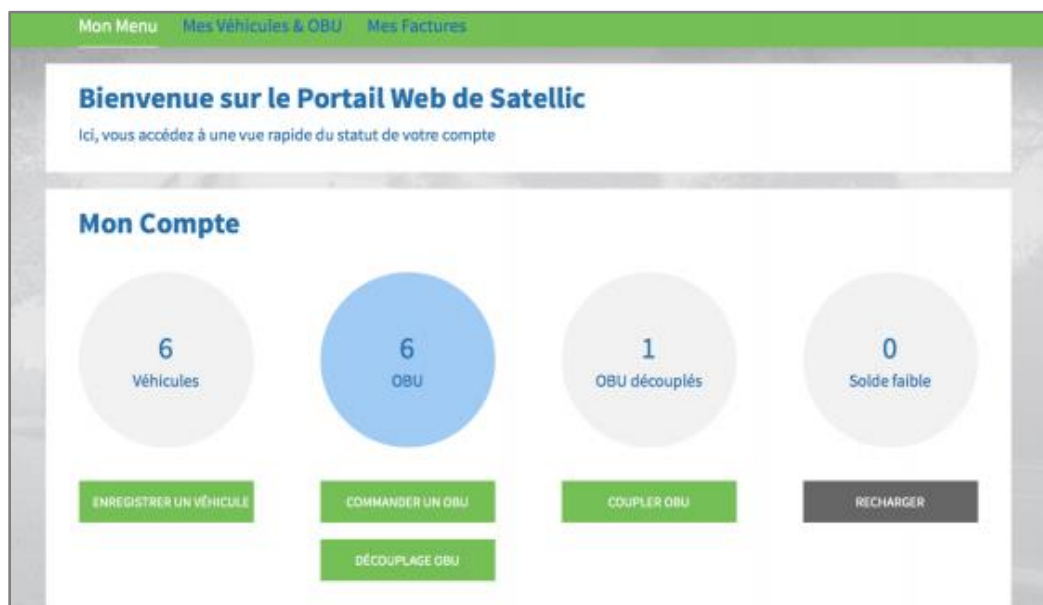 Mon Menu Mes Véhicules & OBU Mes Factures
Bienvenue sur le Portail Web de Satellic
Ici, vous accédez à une vue rapide du statut de votre compte
Mon Compte
6 6 1 0
Véhicules OBU OBU découplés Solde faible
ENREGISTRER UN VÉHICULE COMMANDER UN OBU COUPLER OBU RECHARGER
DÉCOUPLAGE OBU